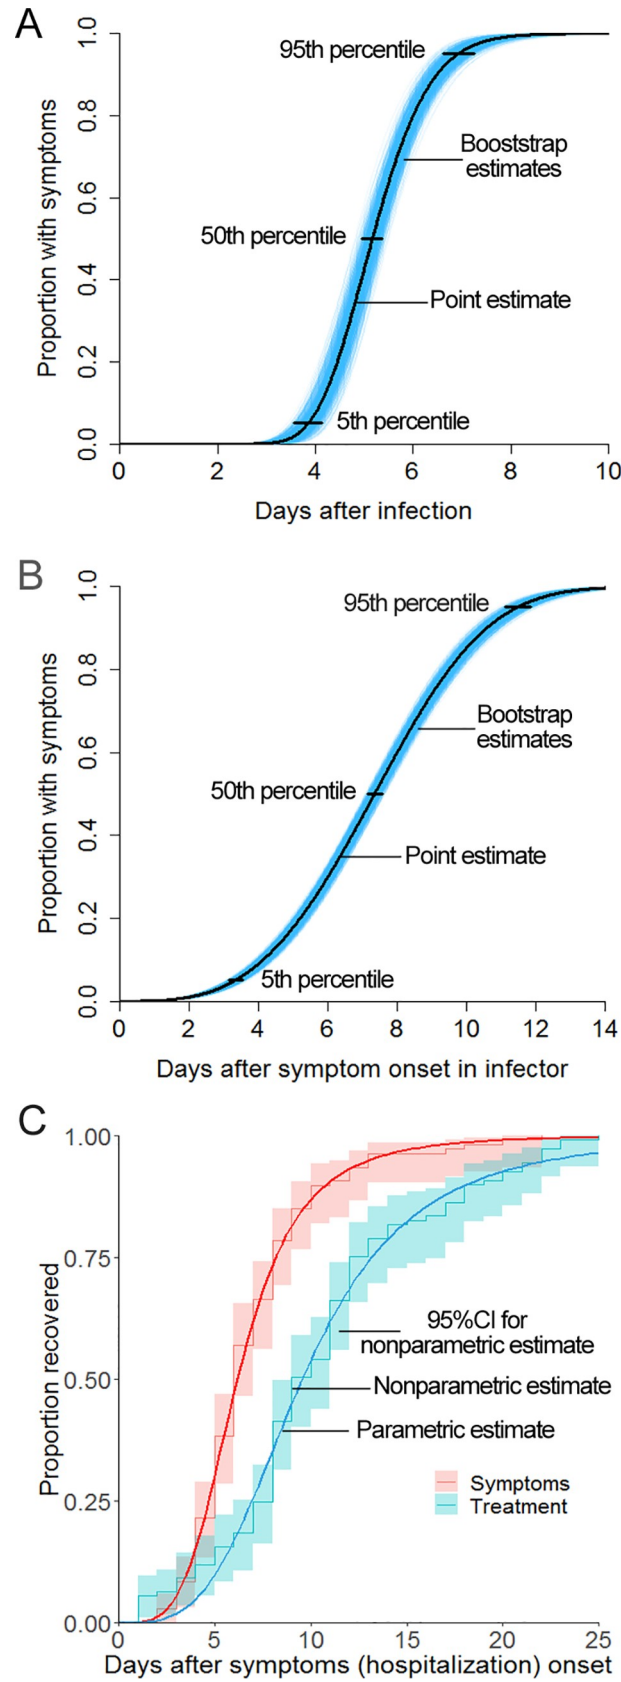 A
1.0
0.8
0.6
0.4
0.2
0.0
Proportion with symptoms
95th percentile
Booststrap
estimates
50th percentile
Point estimate
5th percentile
0 2 4 6 8 10
Days after infection
B
1.0
0.8
0.6
0.4
0.2
0.0
Proportion with symptoms
95th percentile
Bootstrap
estimates
50th percentile
Point estimate
5th percentile
0 2 4 6 8 10 12 14
Days after symptom onset in infector
C
1.00
0.75
0.50
0.25
0.00
Proportion recovered
95%CI for
nonparametric estimate
Nonparametric estimate
Parametric estimate
Symptoms
Treatment
0 5 10 15 20 25
Days after symptoms (hospitalization) onset